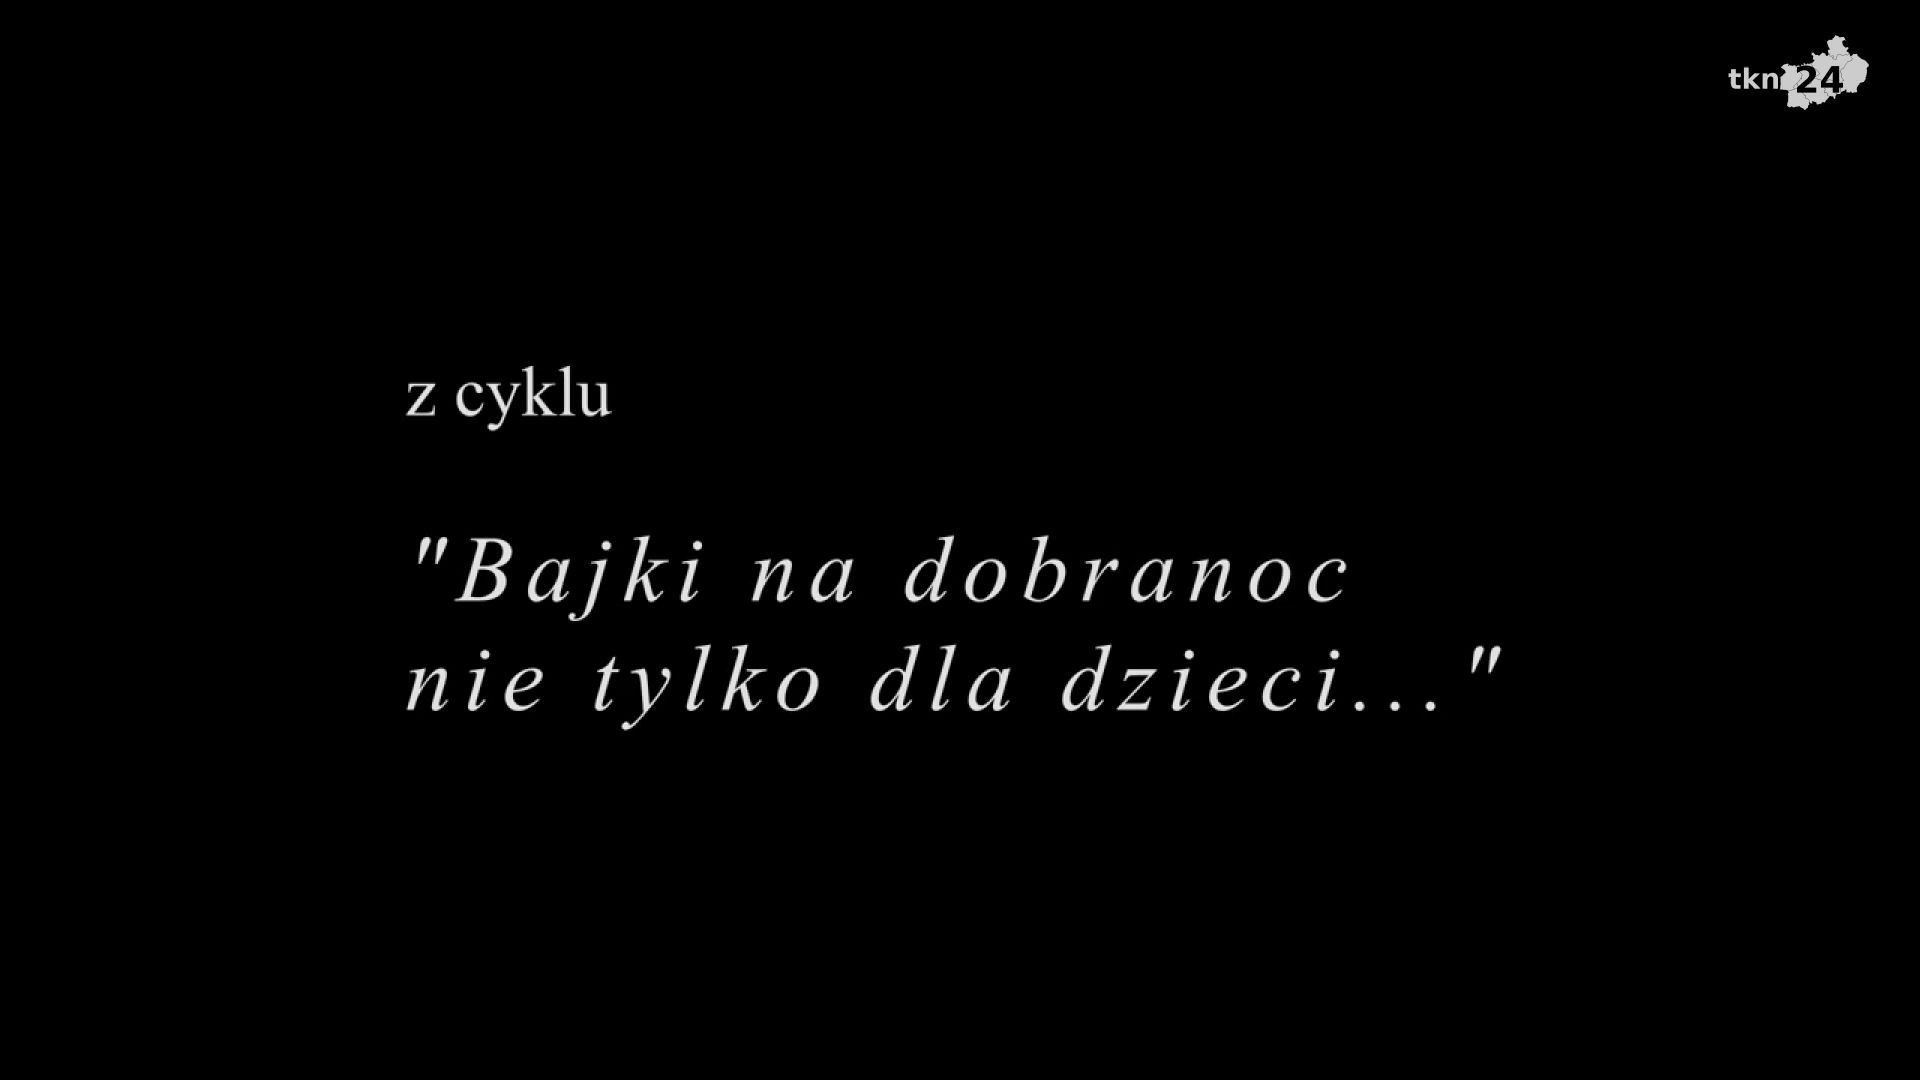 tkn24
z cyklu
"Bajki na dobranoc
nie tylko dla dzieci..."